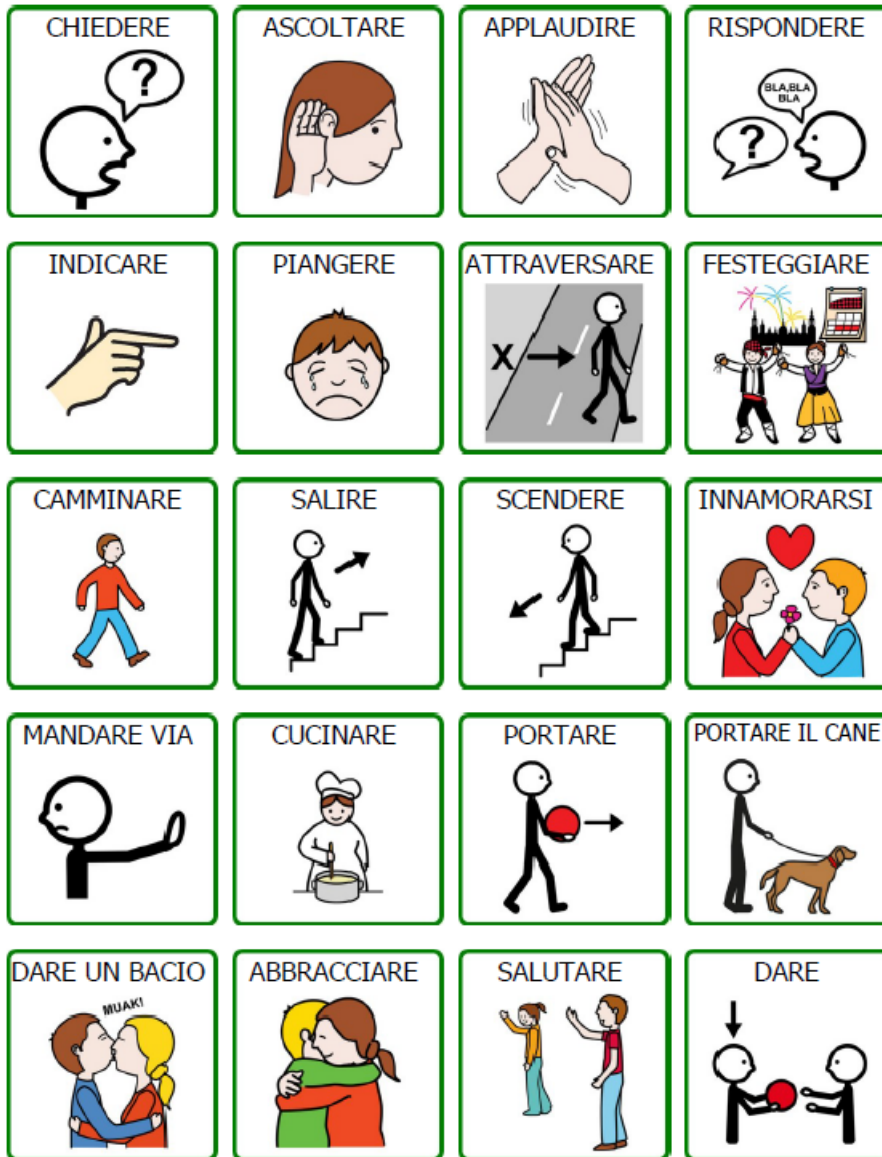 CHIEDERE
?
ASCOLTARE
APPLAUDIRE
RISPONDERE
BLA,BLA
BLA
?
INDICARE
PIANGERE
ATTRAVERSARE
X
FESTEGGIARE
CAMMINARE
SALIRE
SCENDERE
INNAMORARSI
MANDARE VIA
CUCINARE
PORTARE
PORTARE IL CANE
DARE UN BACIO
MUAK!
ABBRACCIARE
SALUTARE
DARE